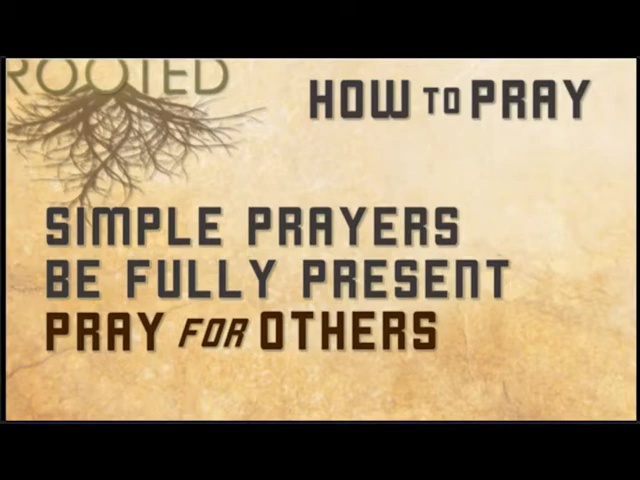 ROOTED
HOW TO PRAY
SIMPLE PRAYERS
BE FULLY PRESENT
PRAY FOR OTHERS